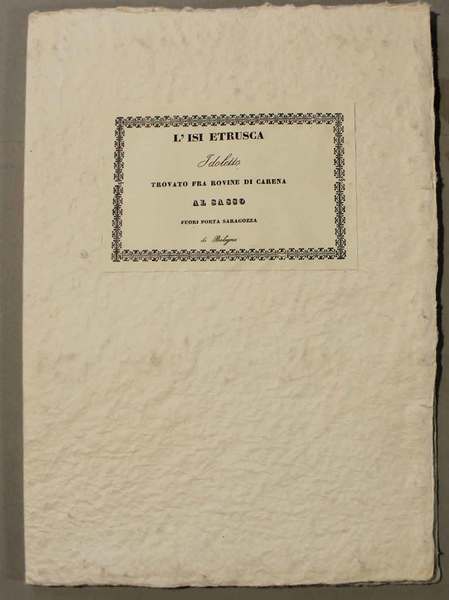 L' ISI ETRUSCA
Idoletto
TROVATO FRA ROVINE DI CARENA
AL SASSO
FUORI PORTA SARAGOZZA
di Bologna